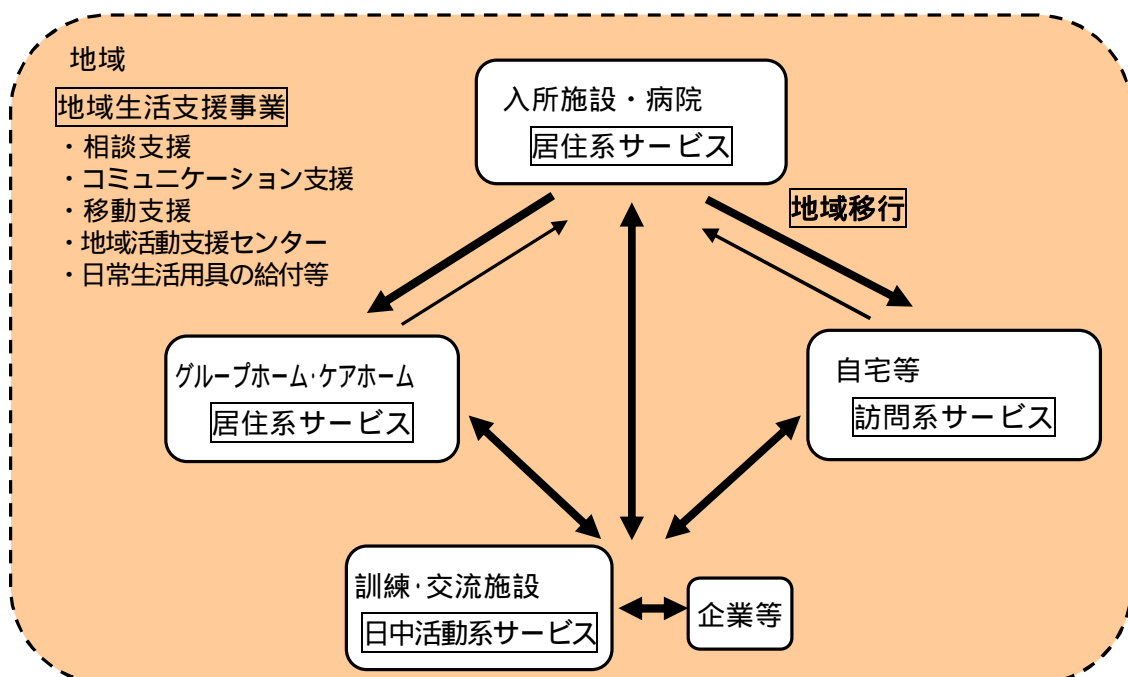 地域
地域生活支援事業
・相談支援
・コミュニケーション支援
・移動支援
・地域活動支援センター
・日常生活用具の給付等
入所施設・病院
居住系サービス
地域移行
グループホーム･ケアホーム
居住系サービス
自宅等
訪問系サービス
訓練･交流施設
日中活動系サービス
企業等